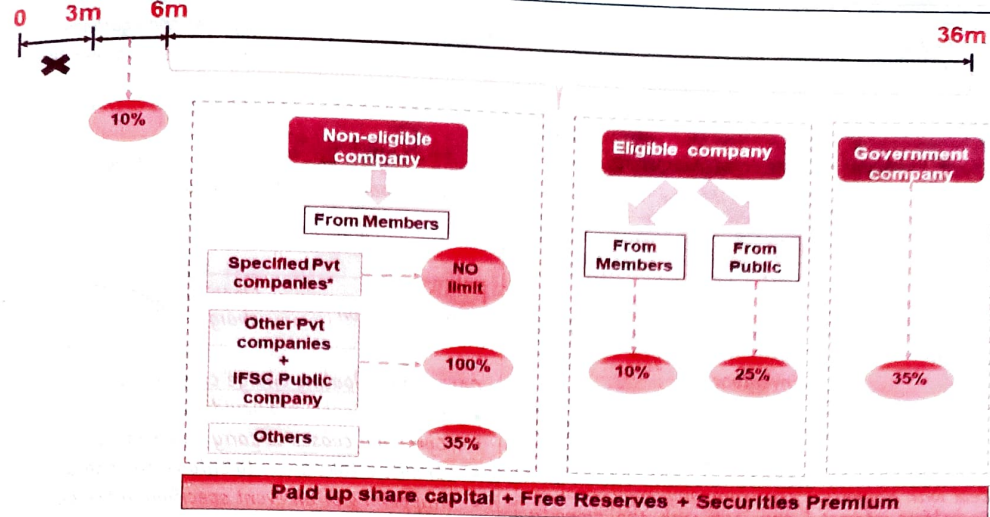 0 3m 6m 36m
10%
Non-eligible
company
From Members
Specified Pvt
companies*
NO
limit
Other Pvt
companies
+
IFSC Public
company
100%
Others
35%
Eligible company
From
Members
From
Public
10%
25%
Government
company
35%
Paid up share capital + Free Reserves + Securities Premium